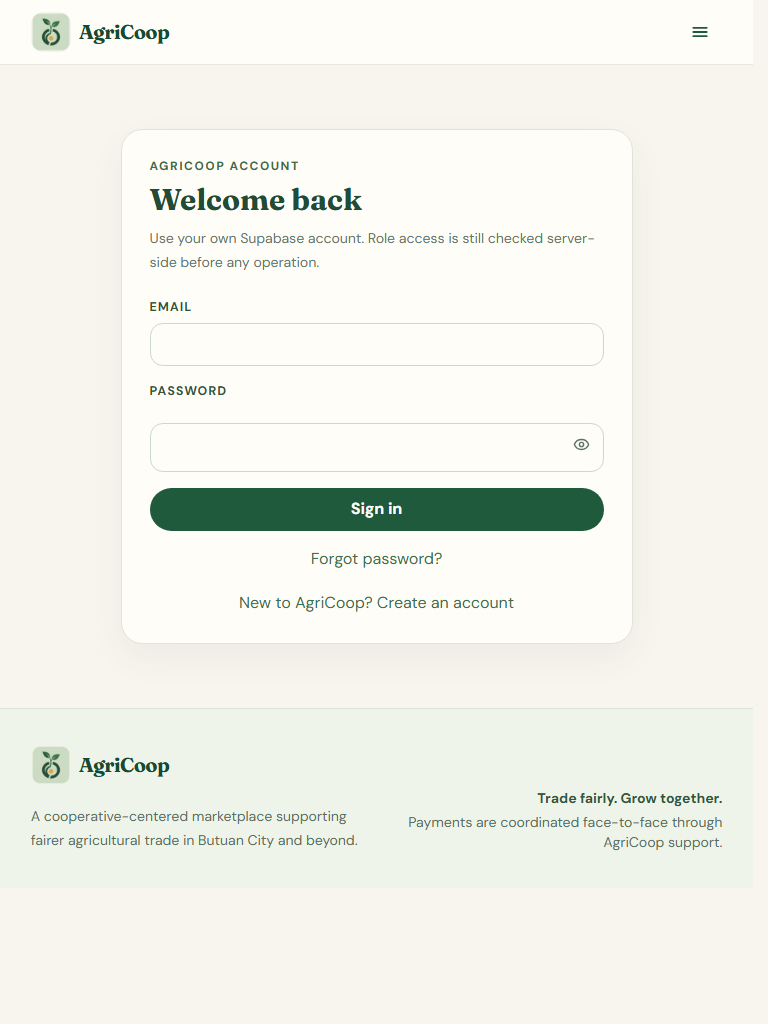 AgriCoop
AGRICOOP ACCOUNT
Welcome back
Use your own Supabase account. Role access is still checked server-
side before any operation.
EMAIL
PASSWORD
Sign in
Forgot password?
New to AgriCoop? Create an account
AgriCoop
A cooperative-centered marketplace supporting
fairer agricultural trade in Butuan City and beyond.
Trade fairly. Grow together.
Payments are coordinated face-to-face through
AgriCoop support.